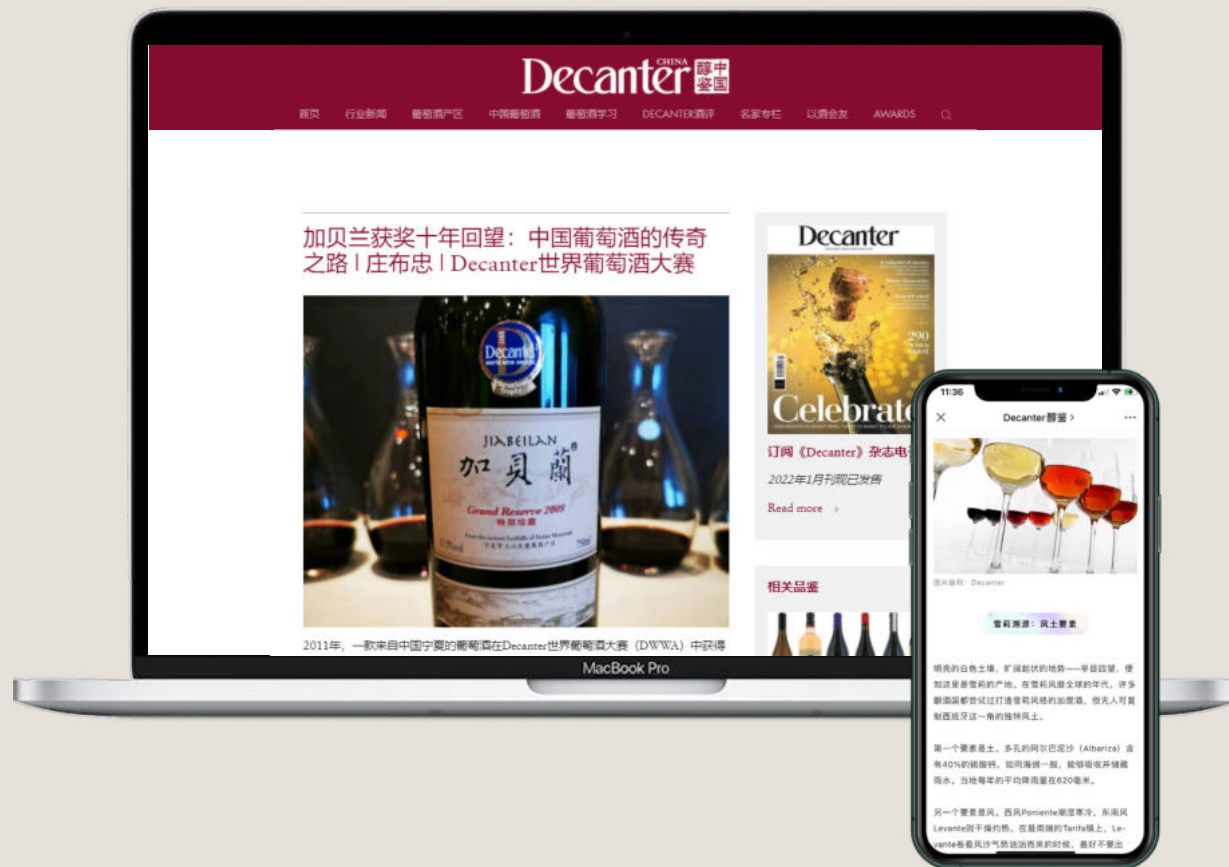 Decanter
CHINA
醇鉴
中国
首页 行业新闻 葡萄酒产区 中国葡萄酒 葡萄酒学习 DECANTER酒评 名家专栏 以酒会友 AWARDS
加贝兰获奖十年回望：中国葡萄酒的传奇
之路 | 庄布忠 | Decanter世界葡萄酒大赛
Decanter
JIABEILAN
加贝蘭
Grand Reserve 2009
特别珍藏
From the eastern foothills of Helan Mountain
750ml
2011年，一款来自中国宁夏的葡萄酒在Decanter世界葡萄酒大赛（DWWA）中获得
Decanter
290
Celebrate
订阅《Decanter》杂志电
2022年1月刊现已发售
Read more ›
相关品鉴
MacBook Pro
11:36
Decanter醇鉴 ›
图片版权：Decanter
雪莉溯源：风土要素
明亮的白色土壤，旷阔起伏的地势——举目四望，便
知这里是雪莉的产地。在雪莉风靡全球的年代，许多
酿酒国都尝试过打造雪莉风格的加度酒，但无人可复
制西班牙这一角的独特风土。
第一个要素是土。多孔的阿尔巴泥沙（Albariza）含
有40%的碳酸钙，如同海绵一般，能够吸收并储藏
雨水。当地每年的平均降雨量在620毫米。
另一个要素是风。西风Poniente潮湿寒冷，东南风
Levante则干燥灼热。在最南端的Tarifa镇上，Le-
vante卷着风沙气势汹汹而来的时候，最好不要出